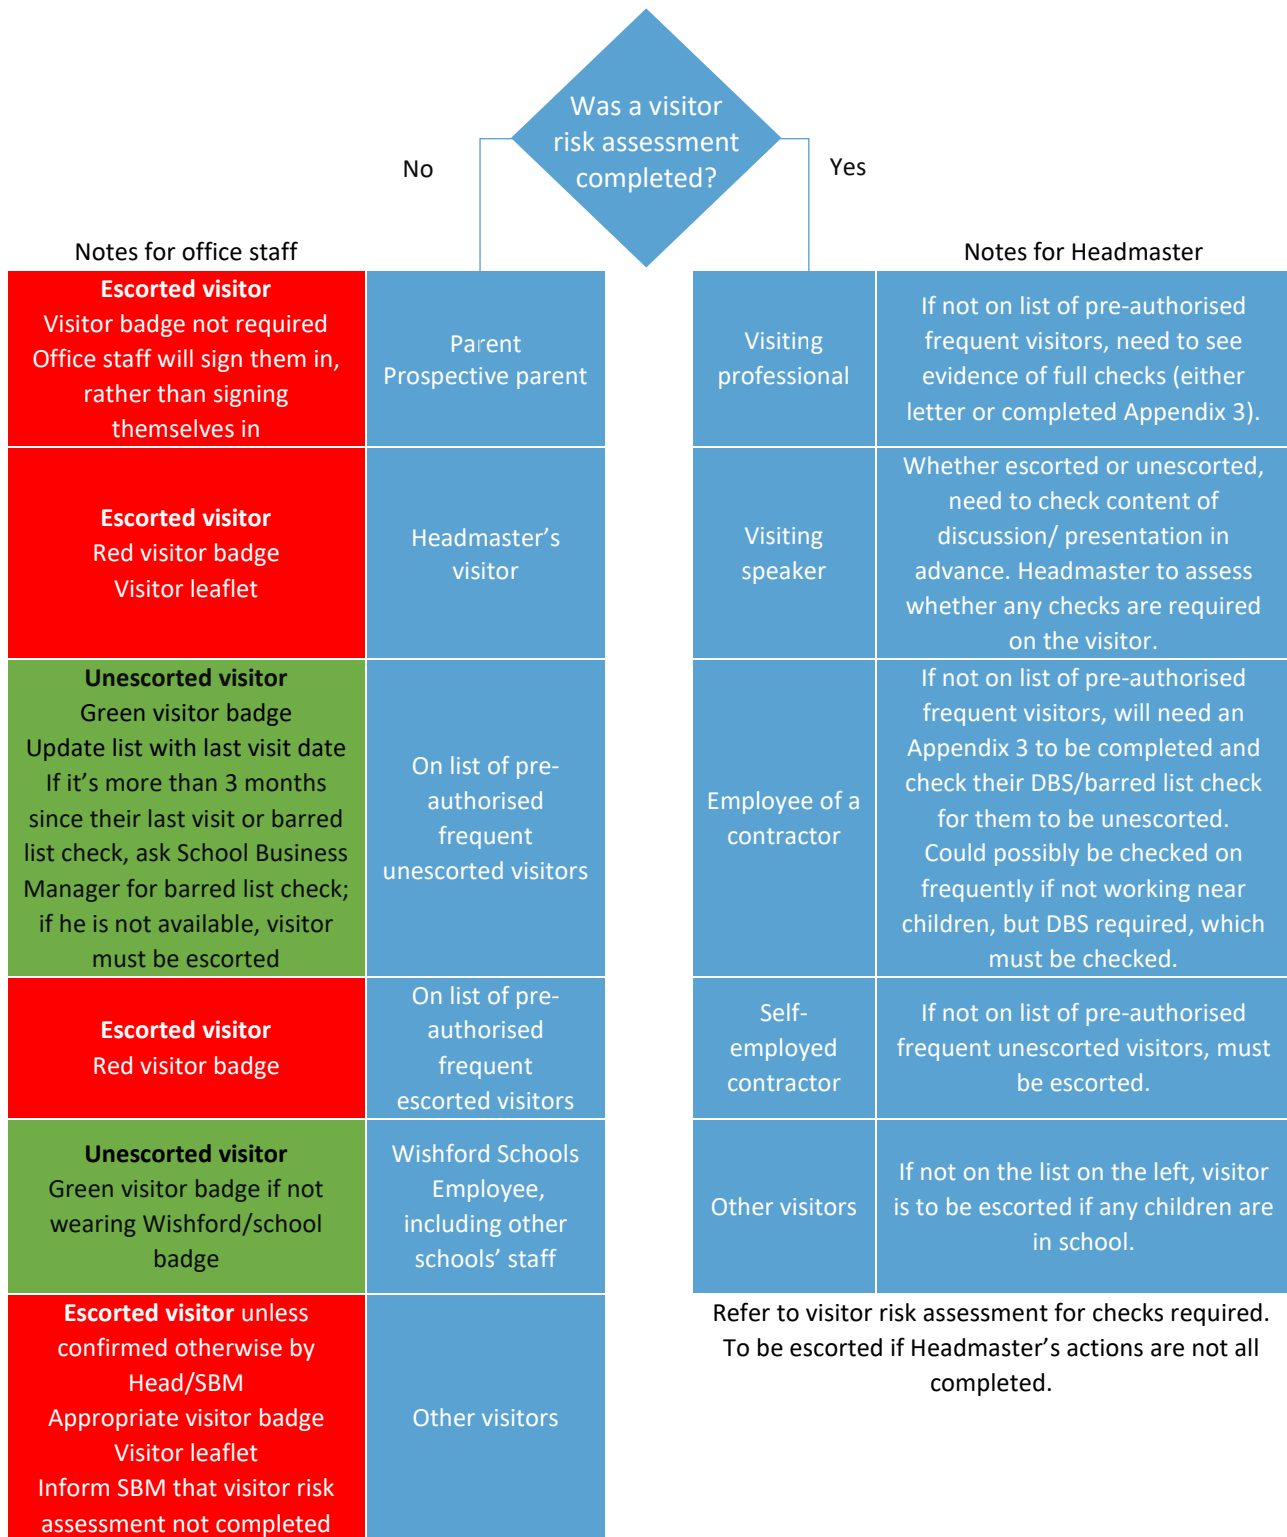 Was a visitor
risk assessment
completed?
No
Yes
Notes for office staff
Notes for Headmaster
Escorted visitor
Visitor badge not required
Office staff will sign them in,
rather than signing
themselves in
Parent
Prospective parent
Escorted visitor
Red visitor badge
Visitor leaflet
Headmaster’s
visitor
Unescorted visitor
Green visitor badge
Update list with last visit date
If it’s more than 3 months
since their last visit or barred
list check, ask School Business
Manager for barred list check;
if he is not available, visitor
must be escorted
On list of pre-
authorised
frequent
unescorted visitors
Escorted visitor
Red visitor badge
On list of pre-
authorised
frequent
escorted visitors
Unescorted visitor
Green visitor badge if not
wearing Wishford/school
badge
Wishford Schools
Employee,
including other
schools’ staff
Escorted visitor unless
confirmed otherwise by
Head/SBM
Appropriate visitor badge
Visitor leaflet
Inform SBM that visitor risk
assessment not completed
Other visitors
Visiting
professional
If not on list of pre-authorised
frequent visitors, need to see
evidence of full checks (either
letter or completed Appendix 3).
Visiting
speaker
Whether escorted or unescorted,
need to check content of
discussion/ presentation in
advance. Headmaster to assess
whether any checks are required
on the visitor.
Employee of a
contractor
If not on list of pre-authorised
frequent visitors, will need an
Appendix 3 to be completed and
check their DBS/barred list check
for them to be unescorted.
Could possibly be checked on
frequently if not working near
children, but DBS required, which
must be checked.
Self-
employed
contractor
If not on list of pre-authorised
frequent unescorted visitors, must
be escorted.
Other visitors
If not on the list on the left, visitor
is to be escorted if any children are
in school.
Refer to visitor risk assessment for checks required.
To be escorted if Headmaster’s actions are not all
completed.